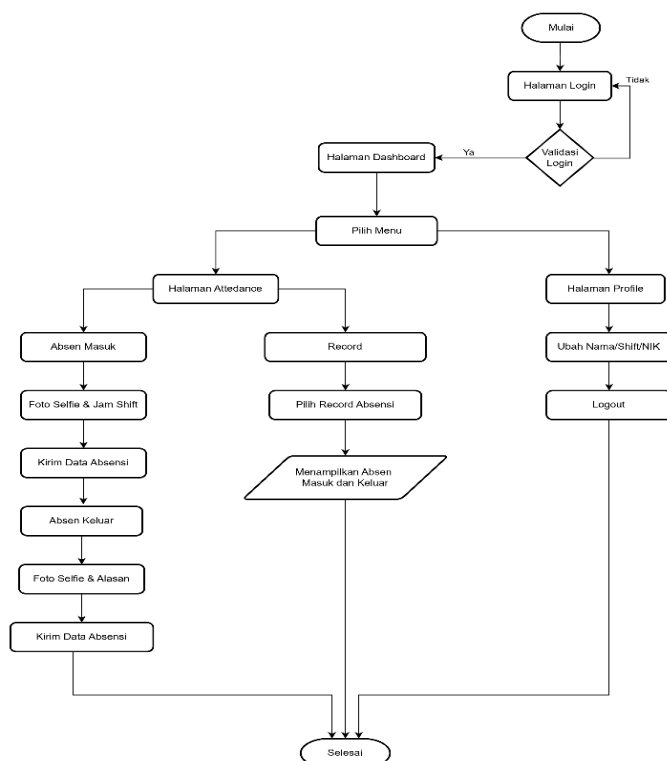 Mulai
Halaman Login
Tidak
Validasi
Login
Ya
Halaman Dashboard
Pilih Menu
Halaman Attedance
Halaman Profile
Absen Masuk
Record
Ubah Nama/Shift/NIK
Foto Selfie & Jam Shift
Pilih Record Absensi
Logout
Kirim Data Absensi
Menampilkan Absen
Masuk dan Keluar
Absen Keluar
Foto Selfie & Alasan
Kirim Data Absensi
Selesai